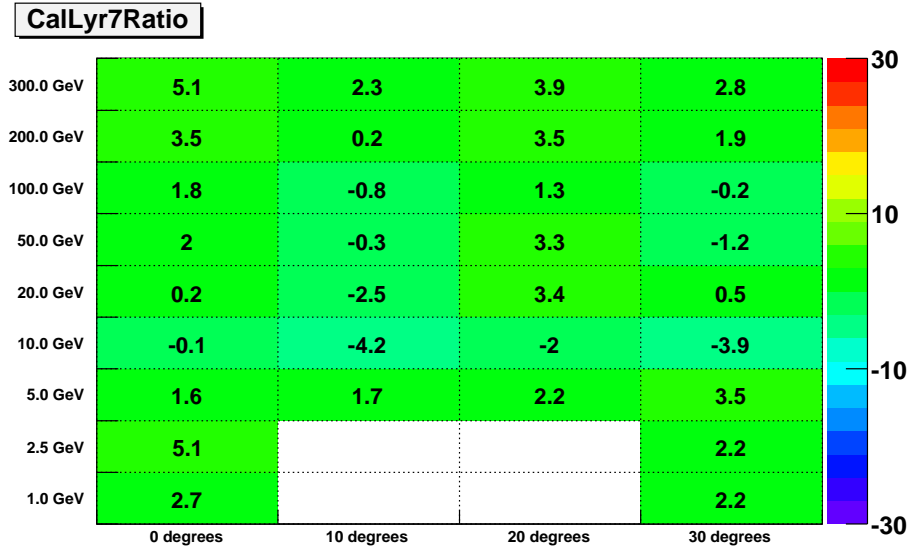 CalLyr7Ratio
300.0 GeV 5.1 2.3 3.9 2.8 30
200.0 GeV 3.5 0.2 3.5 1.9
100.0 GeV 1.8 -0.8 1.3 -0.2
10
50.0 GeV 2 -0.3 3.3 -1.2
20.0 GeV 0.2 -2.5 3.4 0.5
10.0 GeV -0.1 -4.2 -2 -3.9
-10
5.0 GeV 1.6 1.7 2.2 3.5
2.5 GeV 5.1 2.2
1.0 GeV 2.7 2.2
-30
0 degrees 10 degrees 20 degrees 30 degrees